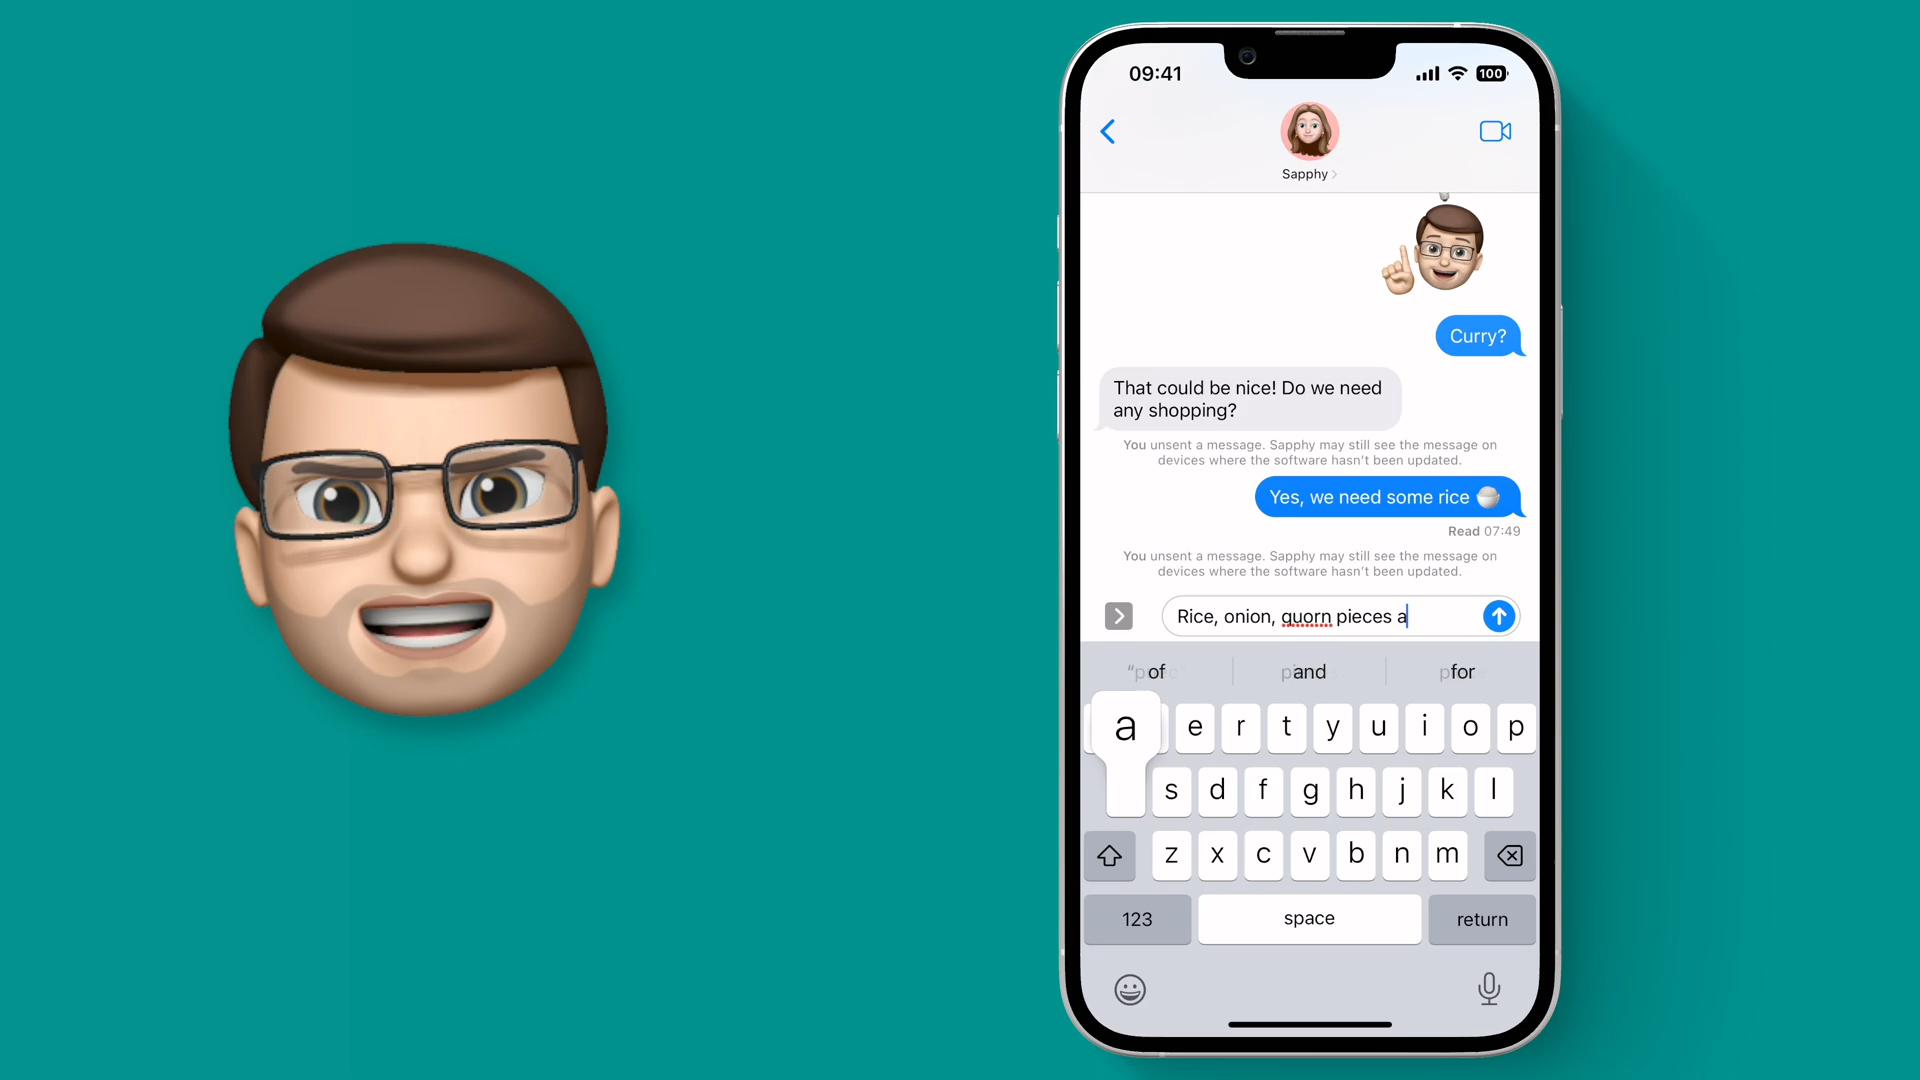 09:41
100
Sapphy
Curry?
That could be nice! Do we need
any shopping?
You unsent a message. Sapphy may still see the message on
devices where the software hasn't been updated.
Yes, we need some rice 🍚
Read 07:49
You unsent a message. Sapphy may still see the message on
devices where the software hasn't been updated.
Rice, onion, quorn pieces a
of and for
a e r t y u i o p
s d f g h j k l
z x c v b n m
123 space return